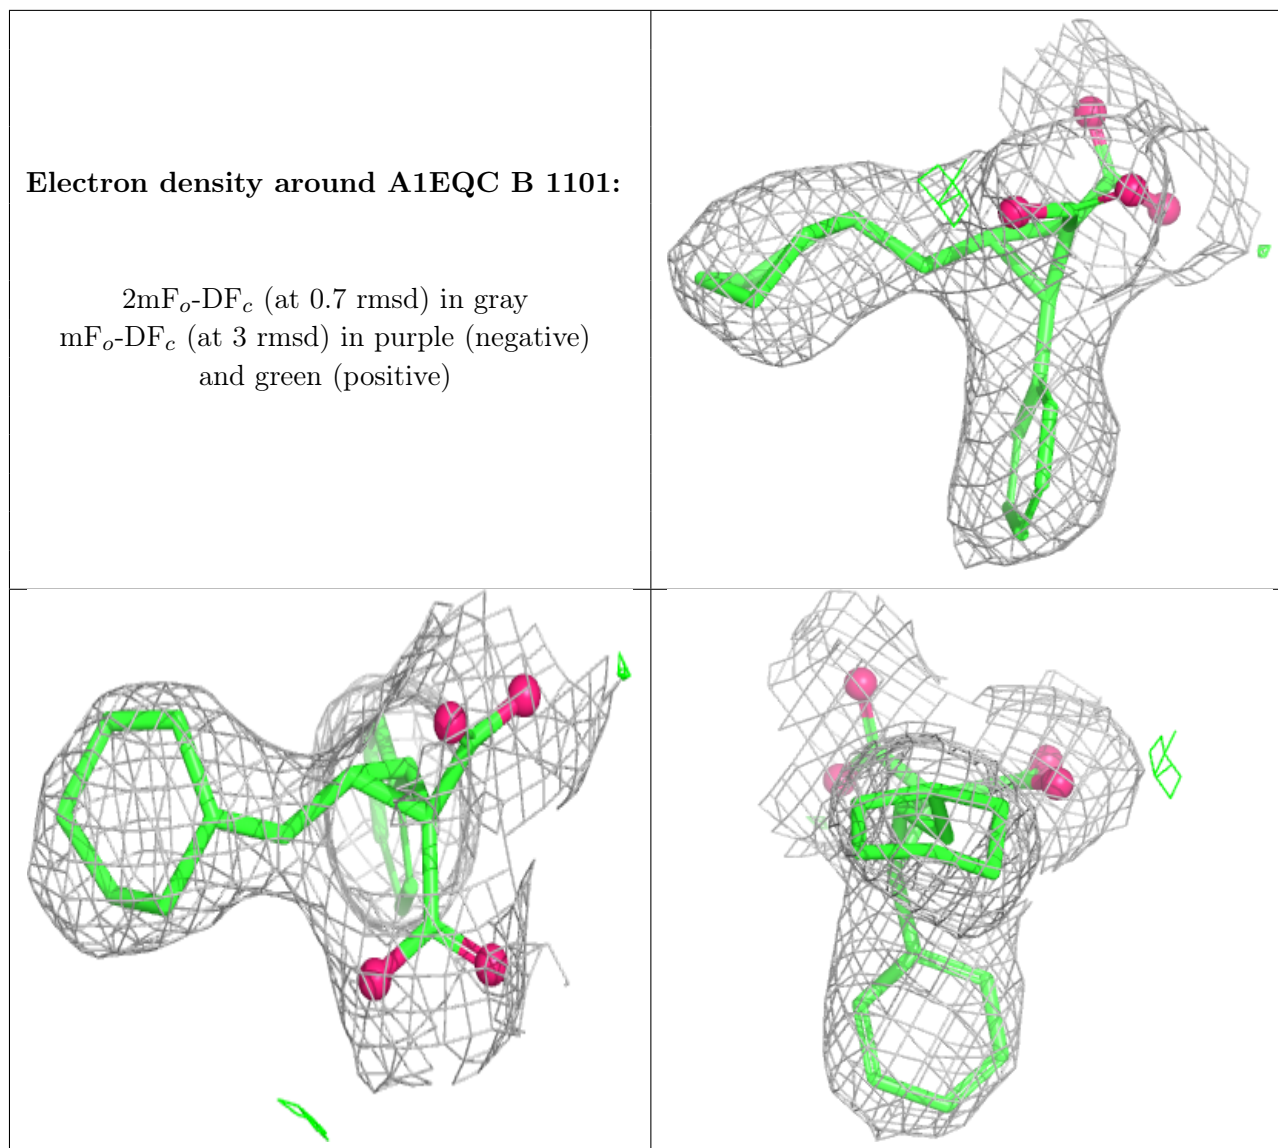 Electron density around A1EQC B 1101:
2mFo-DFc (at 0.7 rmsd) in gray
mFo-DFc (at 3 rmsd) in purple (negative)
and green (positive)